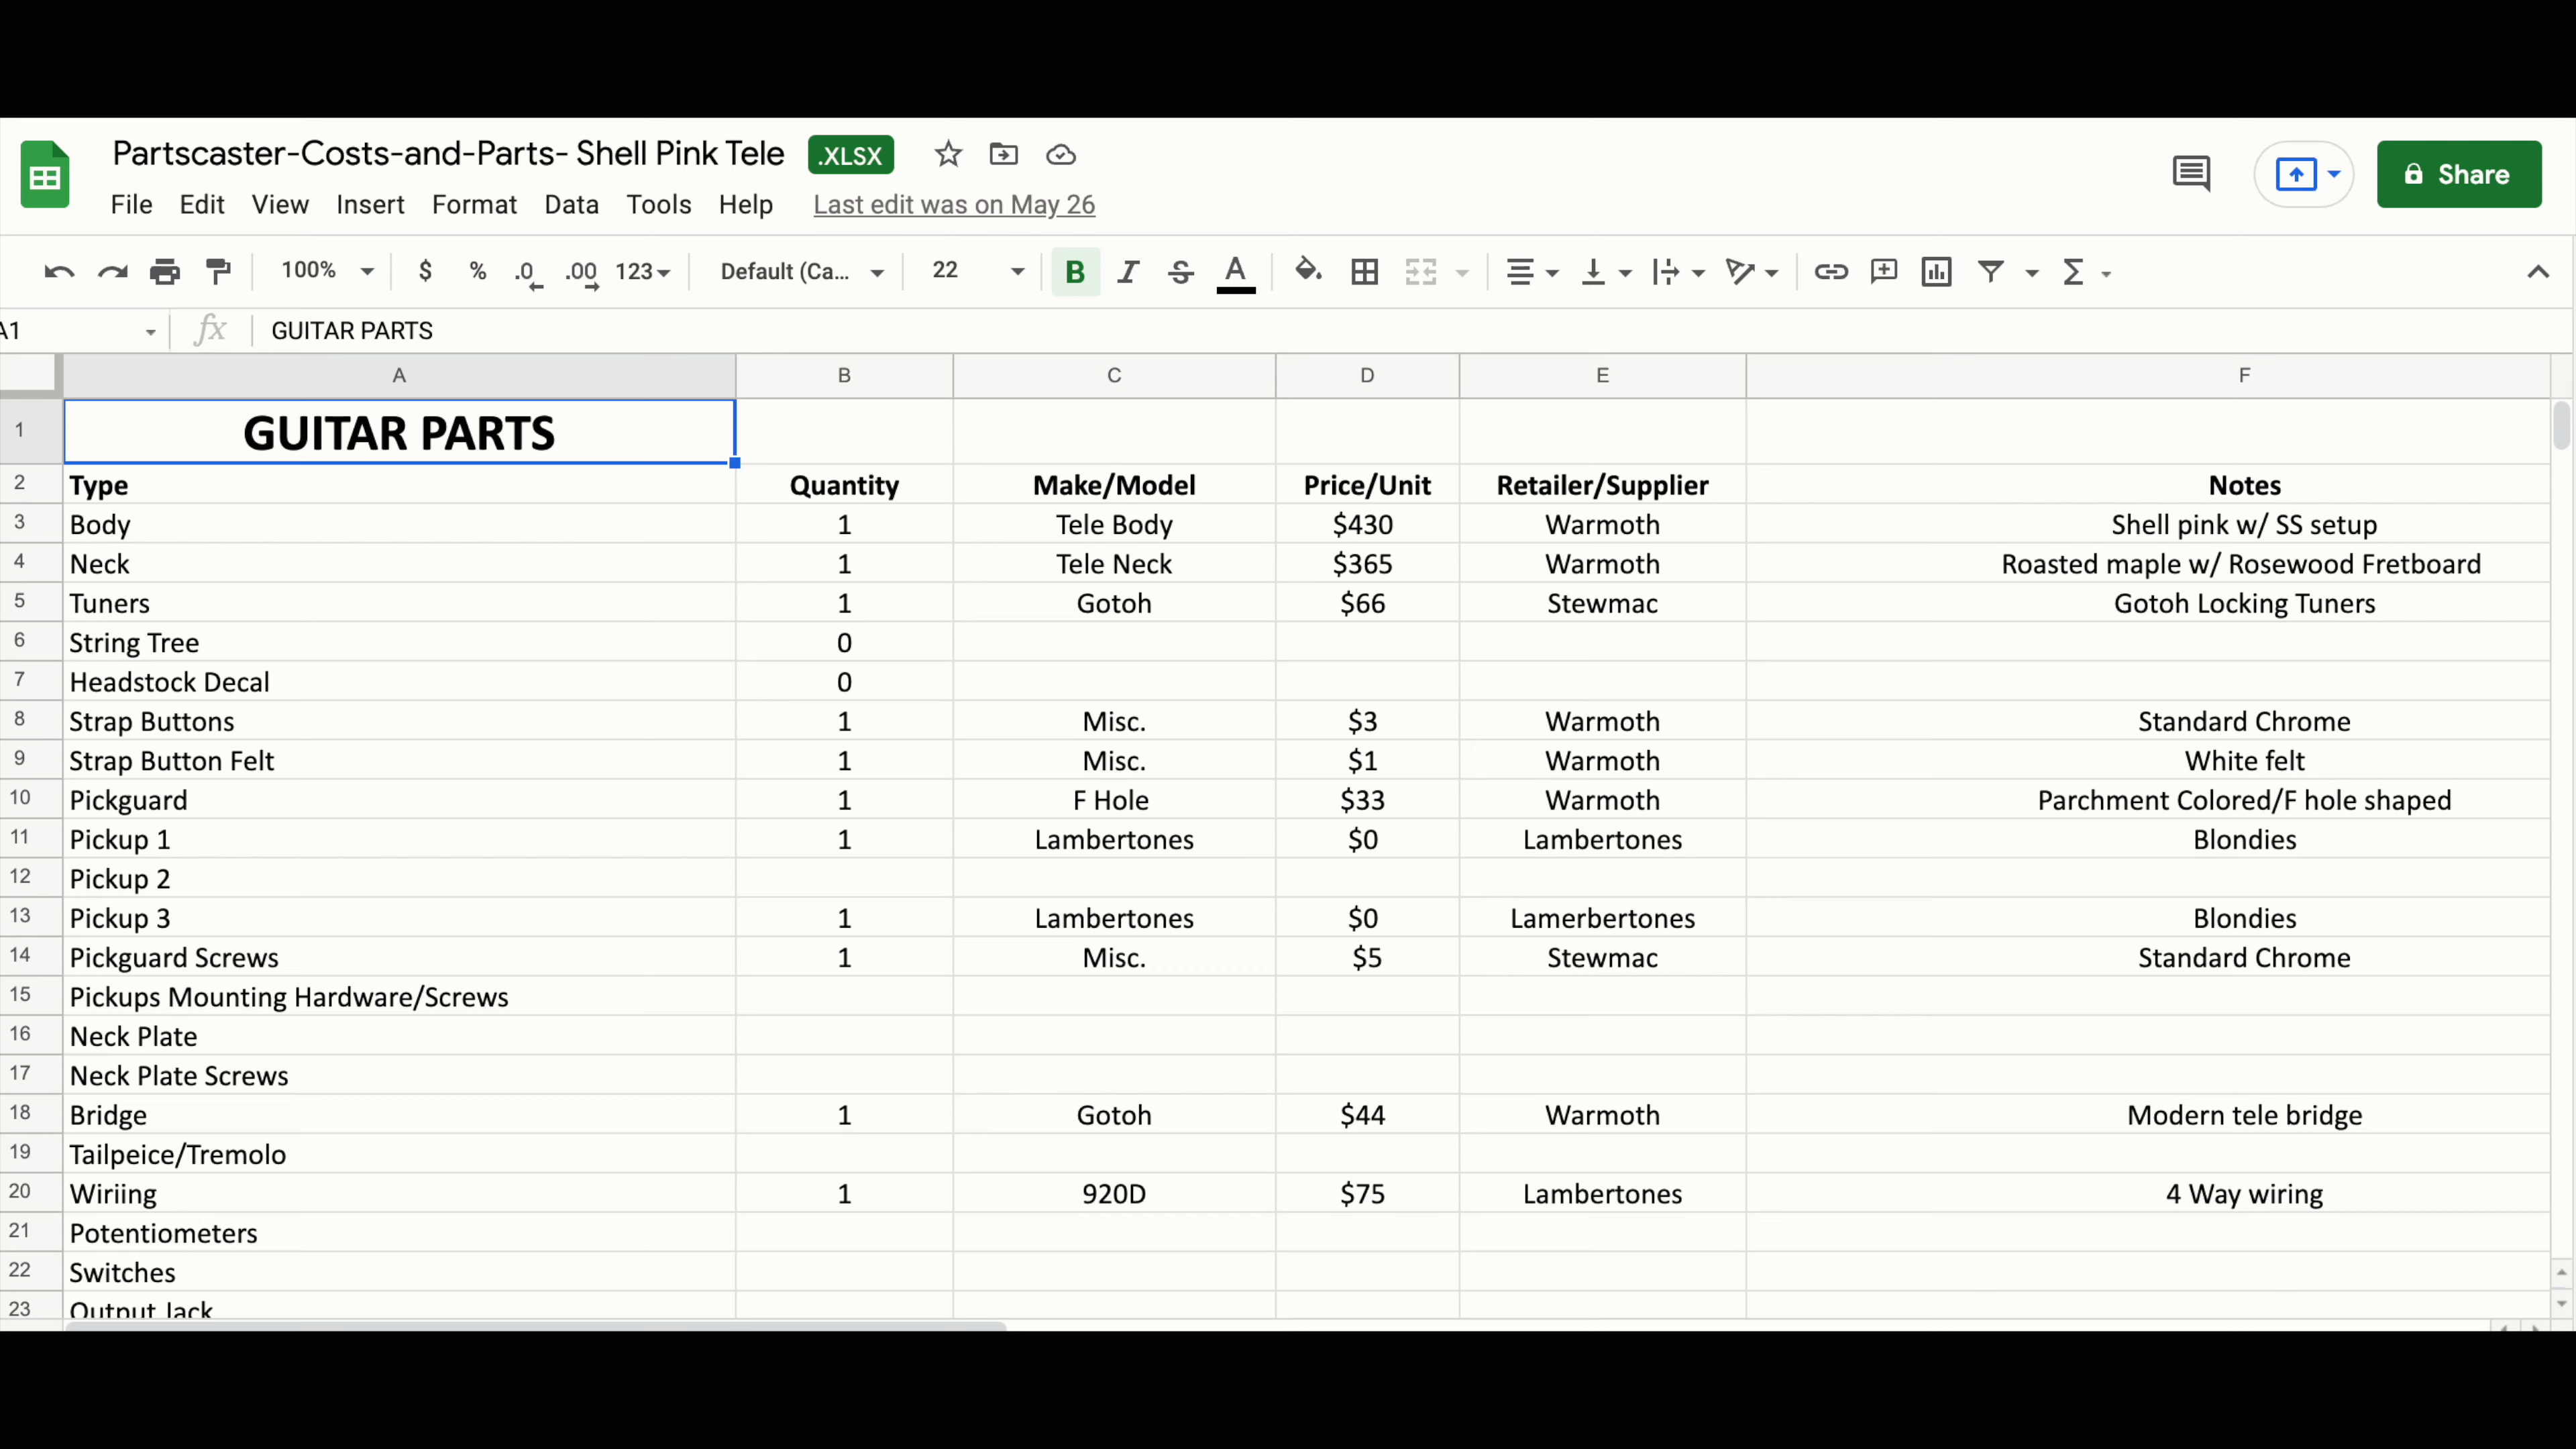 Partscaster-Costs-and-Parts- Shell Pink Tele .XLSX
Share
File Edit View Insert Format Data Tools Help Last edit was on May 26
100% $ % .0 .00 123 Default (Ca... 22 B I S A Σ
A1 fx GUITAR PARTS
A B C D E F
1 GUITAR PARTS
2 Type Quantity Make/Model Price/Unit Retailer/Supplier Notes
3 Body 1 Tele Body $430 Warmoth Shell pink w/ SS setup
4 Neck 1 Tele Neck $365 Warmoth Roasted maple w/ Rosewood Fretboard
5 Tuners 1 Gotoh $66 Stewmac Gotoh Locking Tuners
6 String Tree 0
7 Headstock Decal 0
8 Strap Buttons 1 Misc. $3 Warmoth Standard Chrome
9 Strap Button Felt 1 Misc. $1 Warmoth White felt
10 Pickguard 1 F Hole $33 Warmoth Parchment Colored/F hole shaped
11 Pickup 1 1 Lambertones $0 Lambertones Blondies
12 Pickup 2
13 Pickup 3 1 Lambertones $0 Lamerbertones Blondies
14 Pickguard Screws 1 Misc. $5 Stewmac Standard Chrome
15 Pickups Mounting Hardware/Screws
16 Neck Plate
17 Neck Plate Screws
18 Bridge 1 Gotoh $44 Warmoth Modern tele bridge
19 Tailpeice/Tremolo
20 Wiriing 1 920D $75 Lambertones 4 Way wiring
21 Potentiometers
22 Switches
23 Output Jack